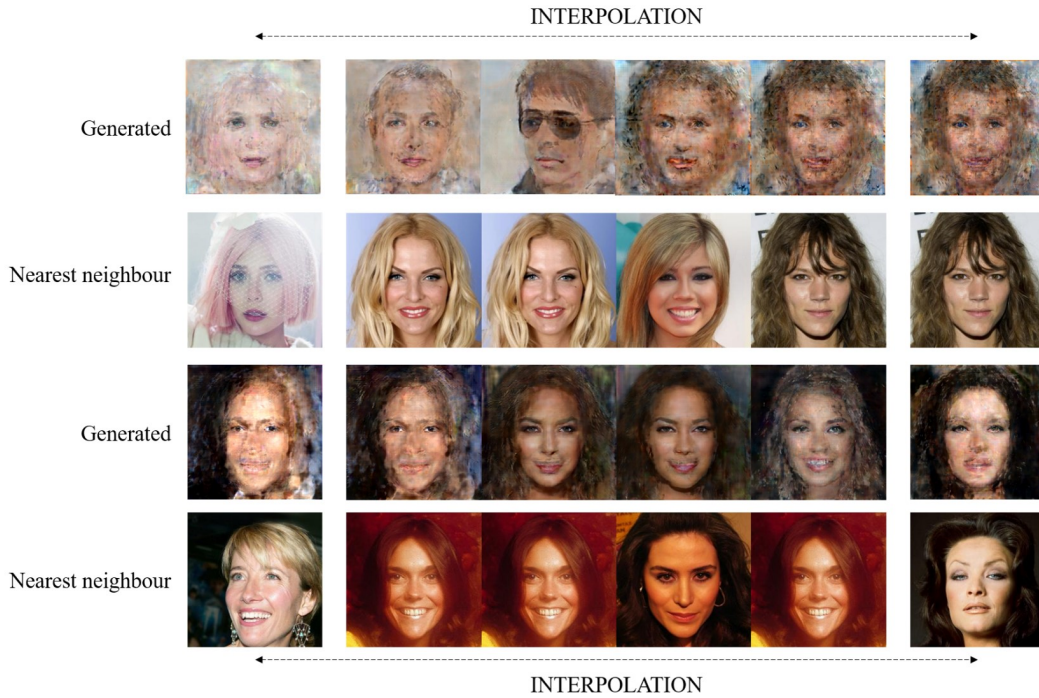 INTERPOLATION
Generated
Nearest neighbour
Generated
Nearest neighbour
INTERPOLATION